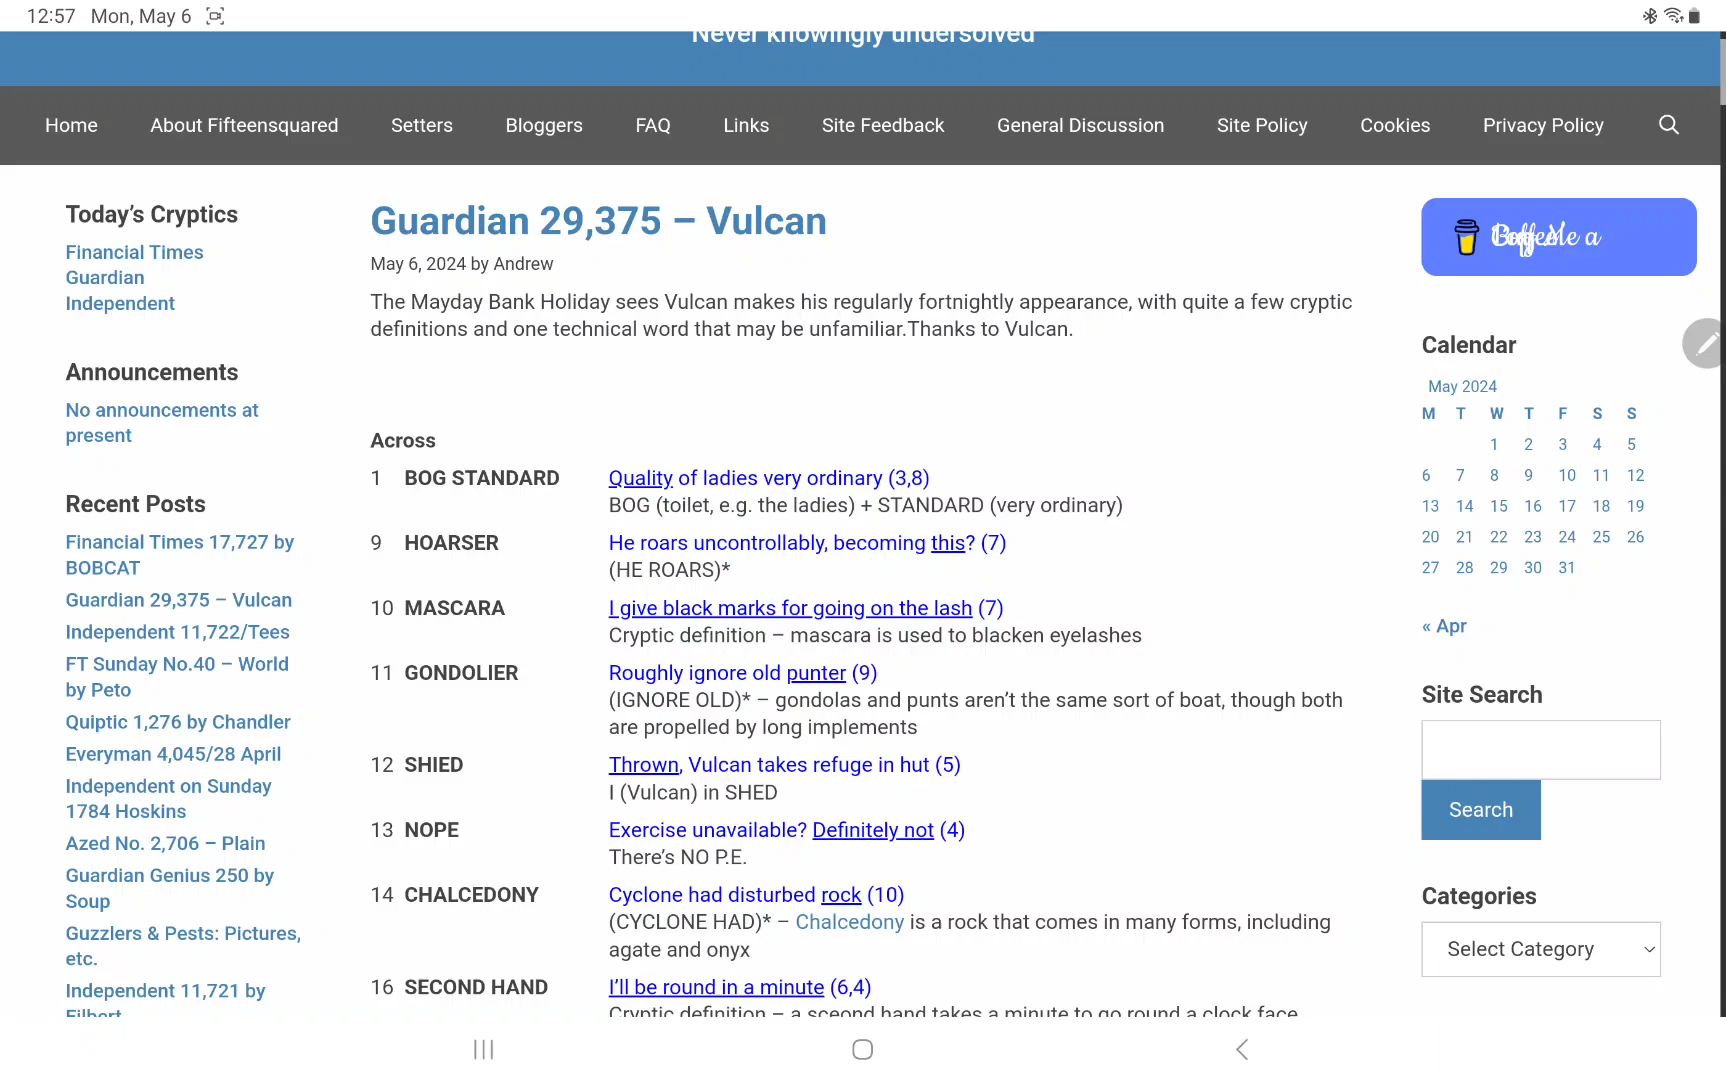 12:57 Mon, May 6
Never knowingly undersolved
Home About Fifteensquared Setters Bloggers FAQ Links Site Feedback General Discussion Site Policy Cookies Privacy Policy
Today's Cryptics
Financial Times
Guardian
Independent
Announcements
No announcements at
present
Recent Posts
Financial Times 17,727 by
BOBCAT
Guardian 29,375 – Vulcan
Independent 11,722/Tees
FT Sunday No.40 – World
by Peto
Quiptic 1,276 by Chandler
Everyman 4,045/28 April
Independent on Sunday
1784 Hoskins
Azed No. 2,706 – Plain
Guardian Genius 250 by
Soup
Guzzlers & Pests: Pictures,
etc.
Independent 11,721 by
Filbert
Guardian 29,375 – Vulcan
May 6, 2024 by Andrew
The Mayday Bank Holiday sees Vulcan makes his regularly fortnightly appearance, with quite a few cryptic
definitions and one technical word that may be unfamiliar.Thanks to Vulcan.
Across
1 BOG STANDARD Quality of ladies very ordinary (3,8)
BOG (toilet, e.g. the ladies) + STANDARD (very ordinary)
9 HOARSER He roars uncontrollably, becoming this? (7)
(HE ROARS)*
10 MASCARA I give black marks for going on the lash (7)
Cryptic definition – mascara is used to blacken eyelashes
11 GONDOLIER Roughly ignore old punter (9)
(IGNORE OLD)* – gondolas and punts aren't the same sort of boat, though both
are propelled by long implements
12 SHIED Thrown, Vulcan takes refuge in hut (5)
I (Vulcan) in SHED
13 NOPE Exercise unavailable? Definitely not (4)
There's NO P.E.
14 CHALCEDONY Cyclone had disturbed rock (10)
(CYCLONE HAD)* – Chalcedony is a rock that comes in many forms, including
agate and onyx
16 SECOND HAND I'll be round in a minute (6,4)
Cryptic definition – a sceond hand takes a minute to go round a clock face
Calendar
May 2024
M T W T F S S
1 2 3 4 5
6 7 8 9 10 11 12
13 14 15 16 17 18 19
20 21 22 23 24 25 26
27 28 29 30 31
« Apr
Site Search
Search
Categories
Select Category